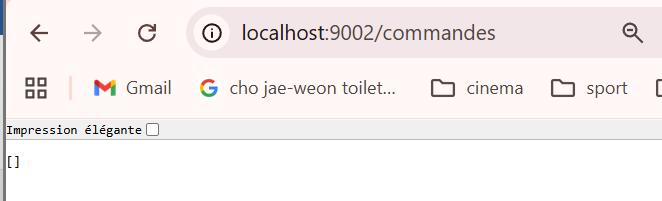 localhost:9002/commandes
Gmail
cho jae-weon toilet...
cinema
sport
Impression élégante
[]